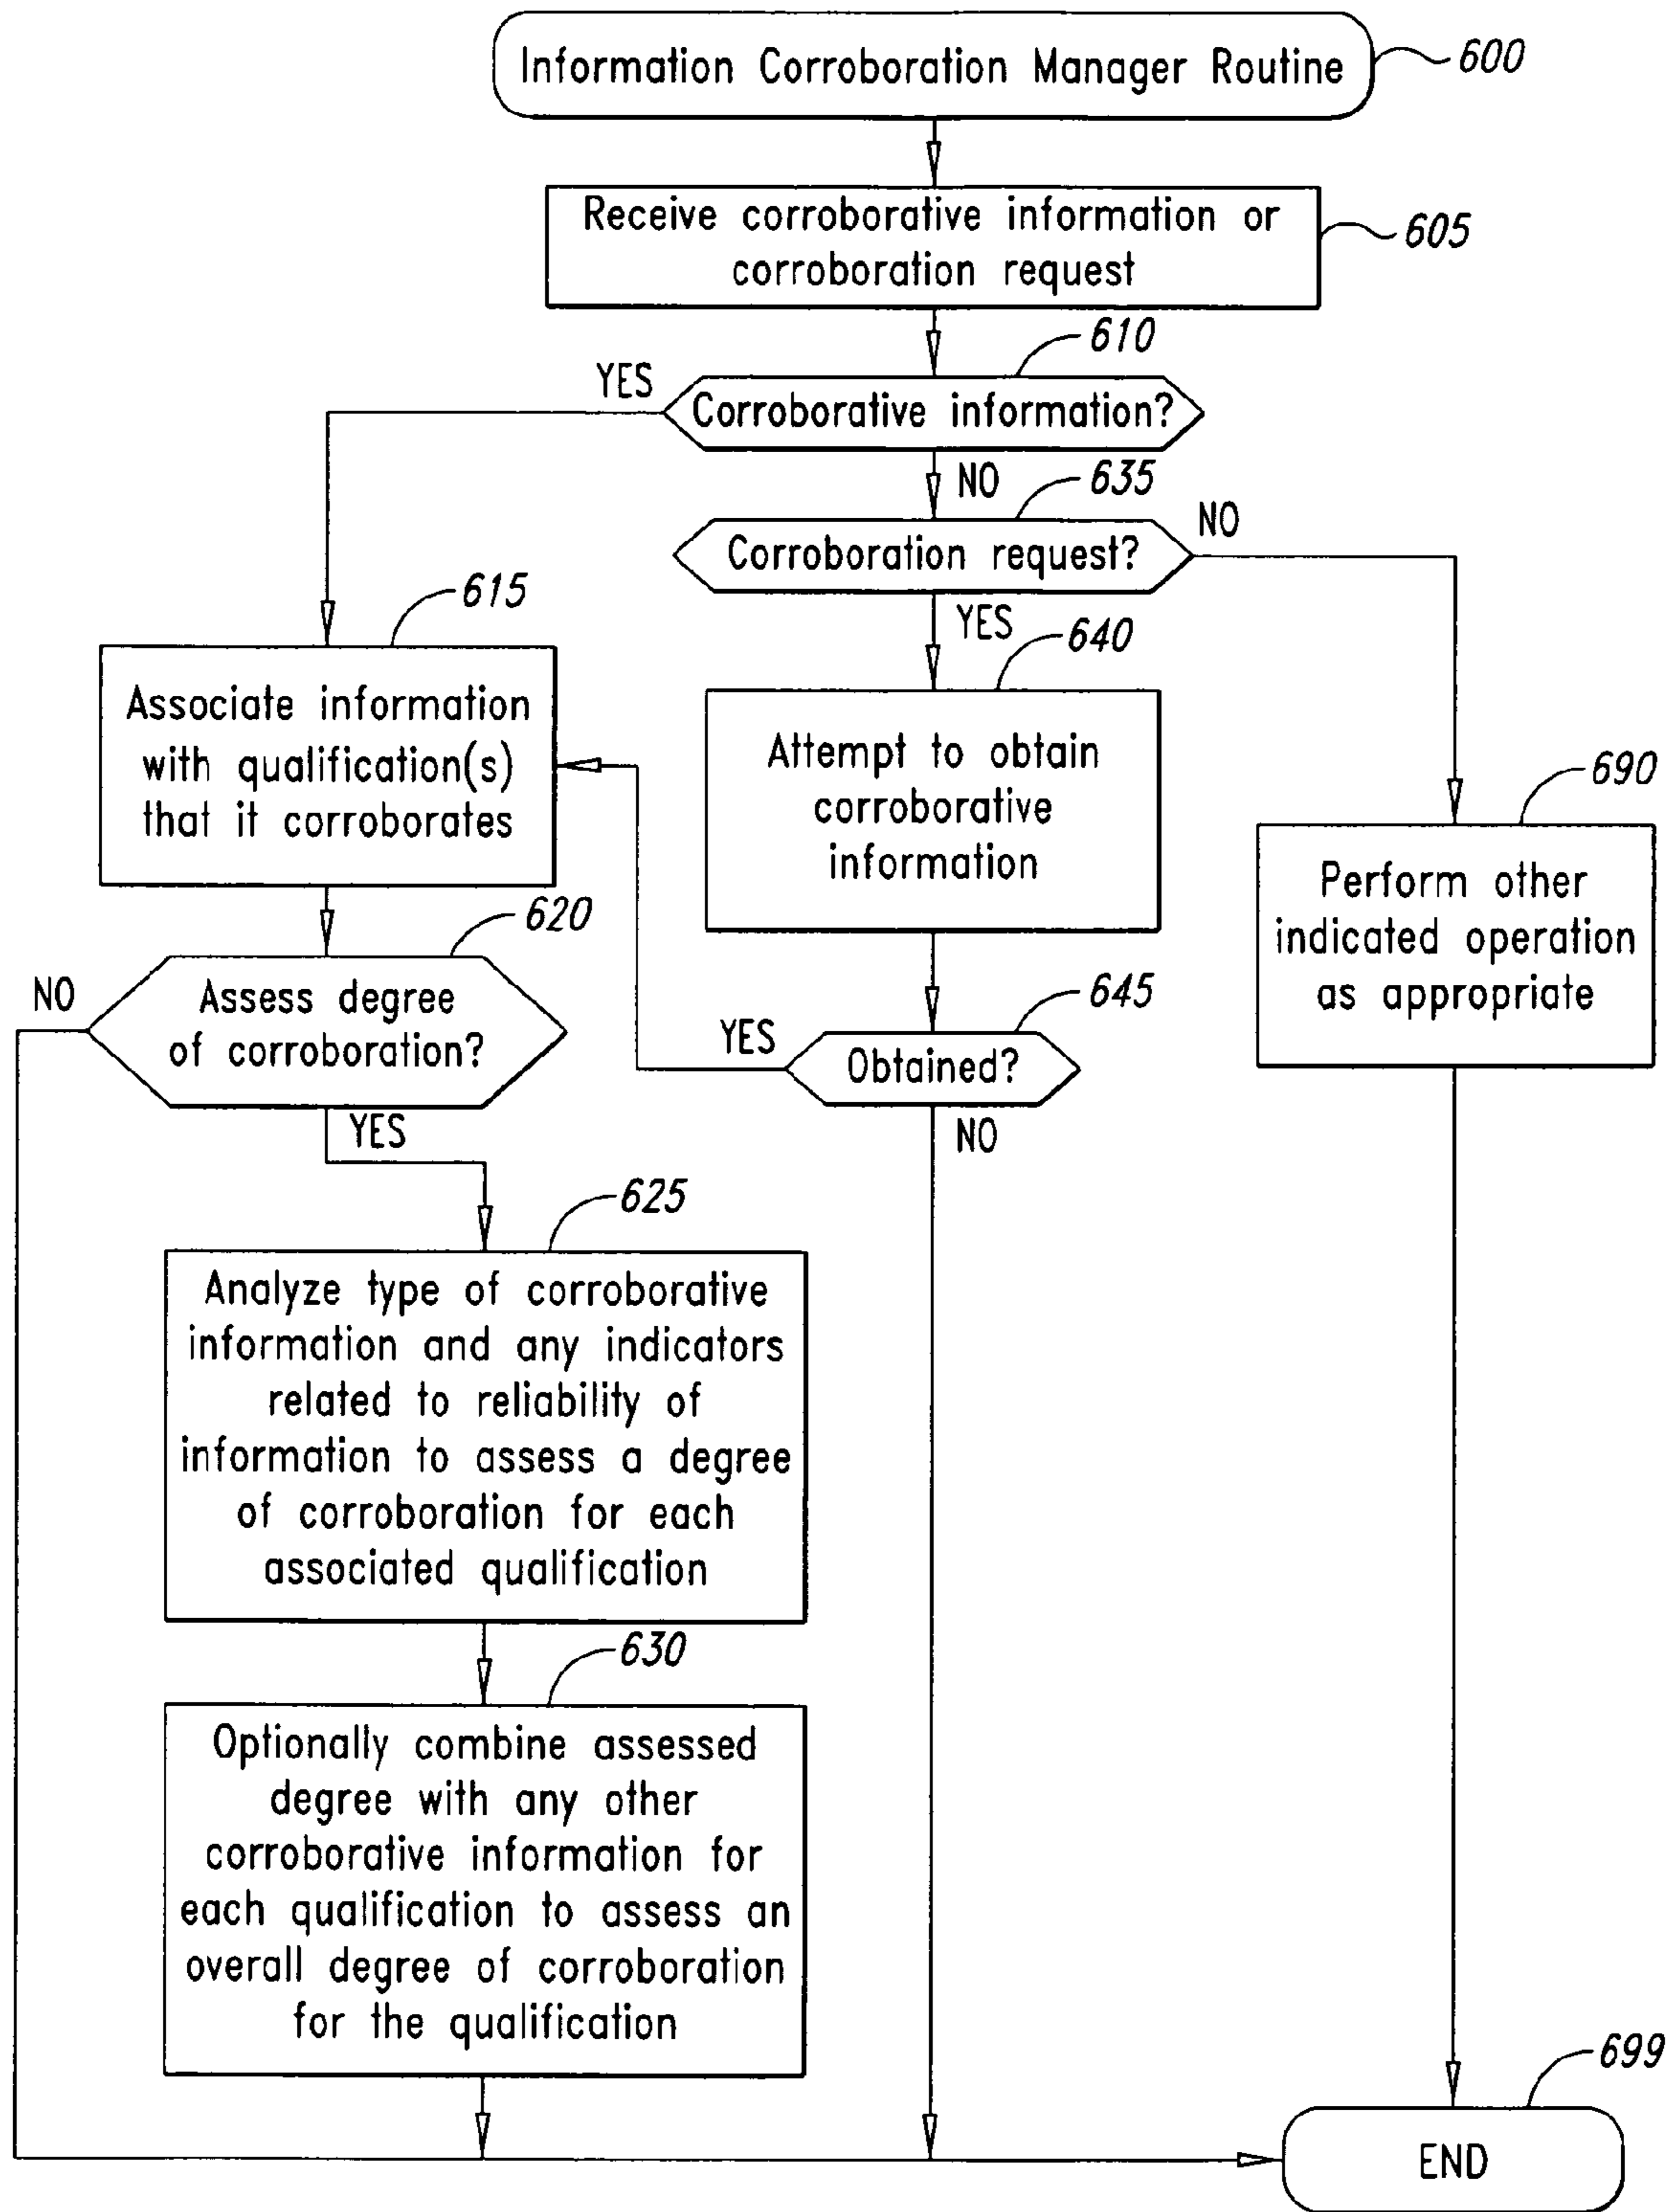 Information Corroboration Manager Routine
600
Receive corroborative information or
corroboration request
605
610
YES
Corroborative information?
NO
635
NO
Corroboration request?
615
YES
640
Associate information
with qualification(s)
that it corroborates
Attempt to obtain
corroborative
information
690
Perform other
indicated operation
as appropriate
620
NO
Assess degree
of corroboration?
645
YES
Obtained?
YES
NO
625
Analyze type of corroborative
information and any indicators
related to reliability of
information to assess a degree
of corroboration for each
associated qualification
630
Optionally combine assessed
degree with any other
corroborative information for
each qualification to assess an
overall degree of corroboration
for the qualification
699
END